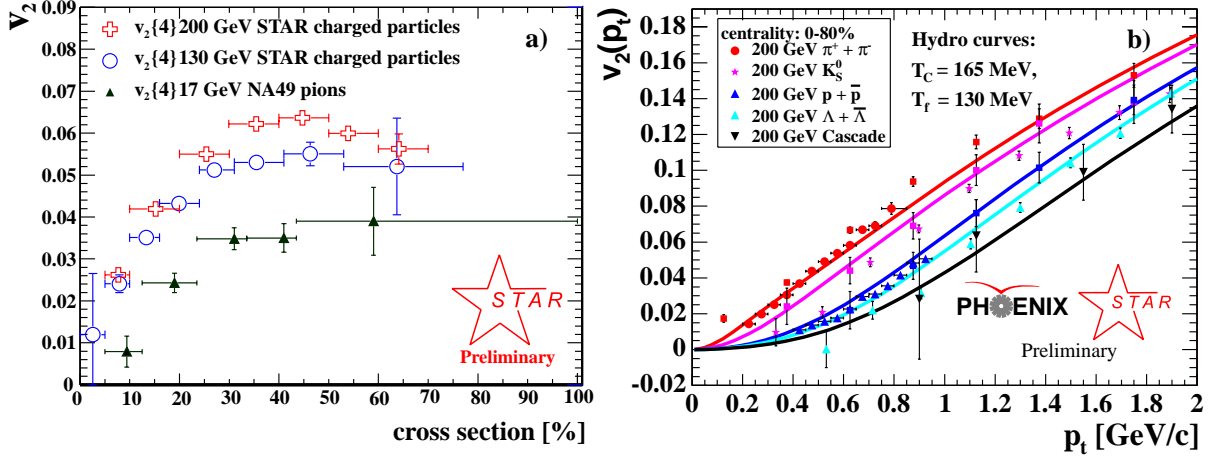 v₂
0.09
0.08
0.07
0.06
0.05
0.04
0.03
0.02
0.01
0
v₂{4}200 GeV STAR charged particles
v₂{4}130 GeV STAR charged particles
v₂{4}17 GeV NA49 pions
a)
STAR
Preliminary
0 10 20 30 40 50 60 70 80 90 100
cross section [%]
v₂(pₜ)
0.18
0.16
0.14
0.12
0.1
0.08
0.06
0.04
0.02
0
-0.02
centrality: 0-80%
200 GeV π⁺ + π⁻
200 GeV K⁰_S
200 GeV p + p̅
200 GeV Λ + Λ̅
200 GeV Cascade
Hydro curves:
T_C = 165 MeV,
T_f = 130 MeV
b)
PHENIX
STAR
Preliminary
0 0.2 0.4 0.6 0.8 1 1.2 1.4 1.6 1.8 2
pₜ [GeV/c]